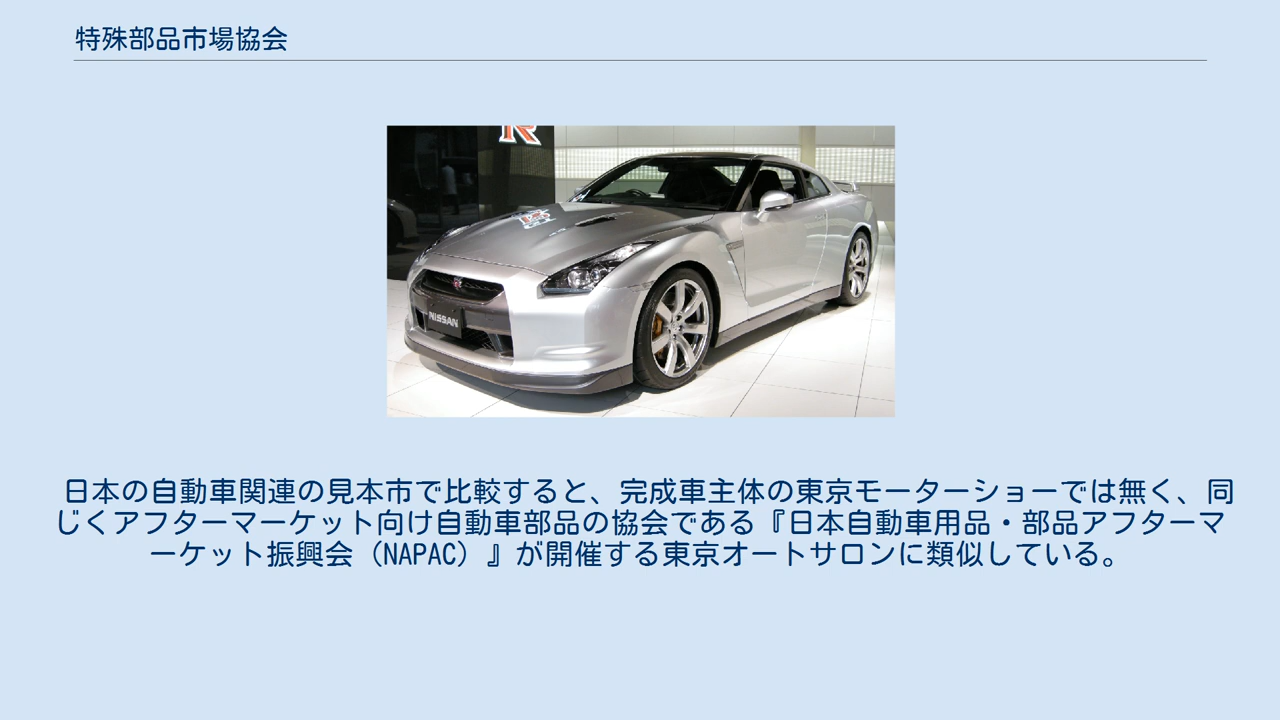 特殊部品市場協会
R
NISSAN
日本の自動車関連の見本市で比較すると、完成車主体の東京モーターショーでは無く、同
じくアフターマーケット向け自動車部品の協会である『日本自動車用品・部品アフターマ
ーケット振興会（NAPAC）』が開催する東京オートサロンに類似している。